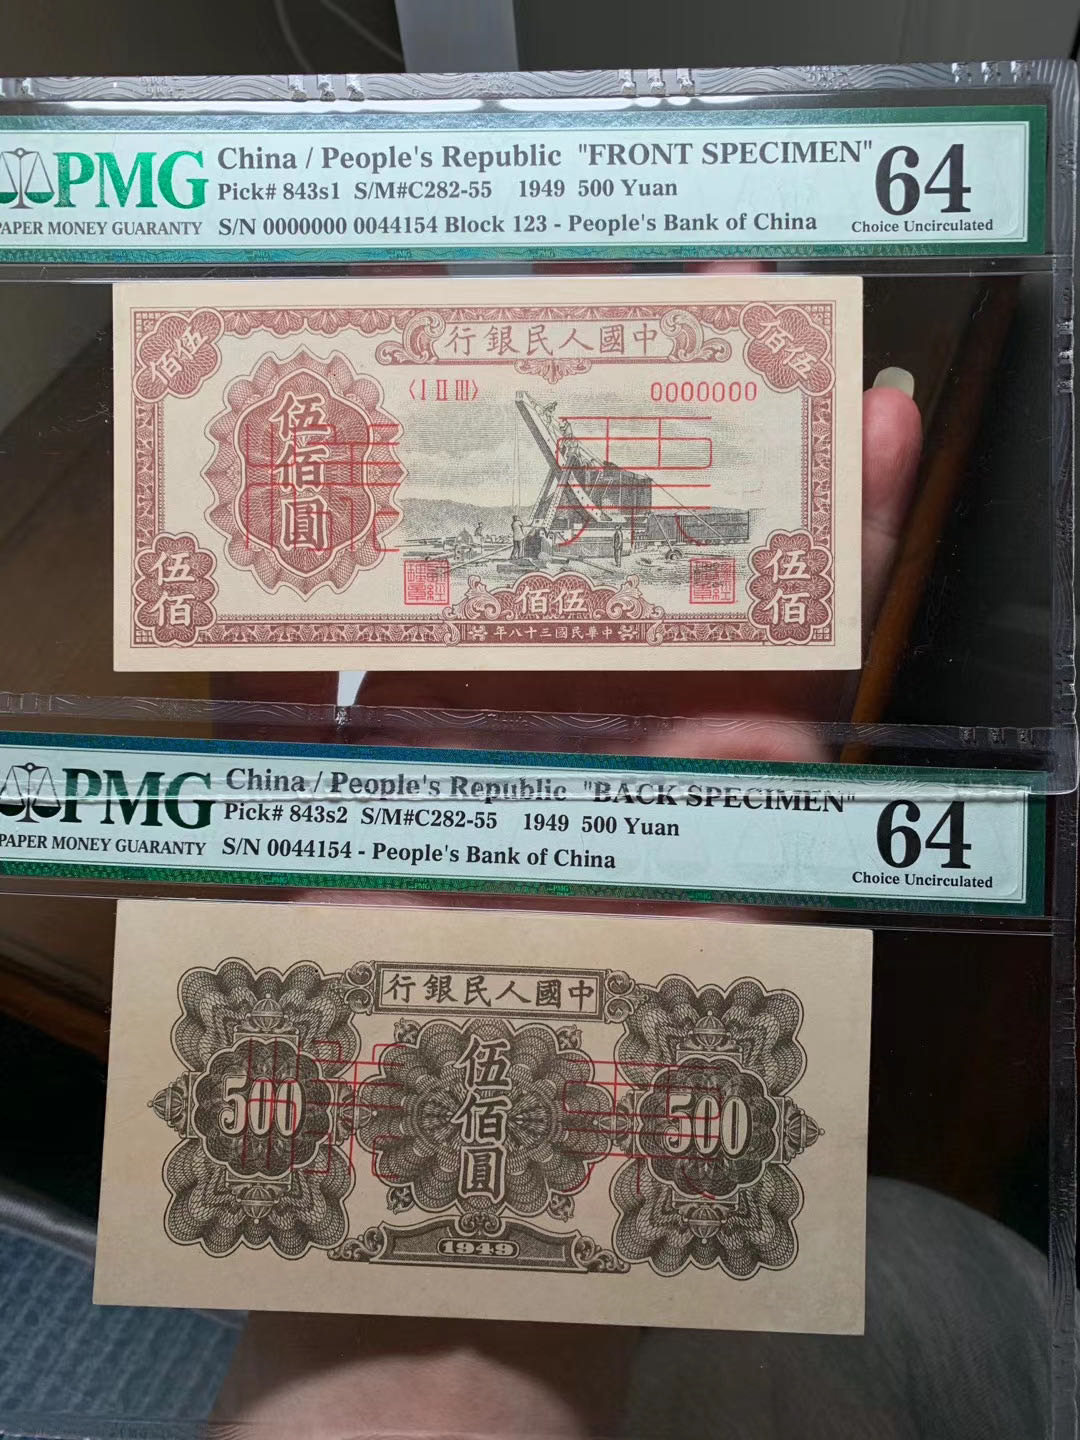 PMG
PAPER MONEY GUARANTY
China / People's Republic "FRONT SPECIMEN"
Pick# 843s1 S/M#C282-55 1949 500 Yuan
S/N 0000000 0044154 Block 123 - People's Bank of China
64
Choice Uncirculated
佰伍
行銀民人國中
佰伍
〈I II III〉
0000000
伍佰圓
票樣
伍佰
佰伍
伍佰
年八十三國民華中
PMG
PAPER MONEY GUARANTY
China / People's Republic "BACK SPECIMEN"
Pick# 843s2 S/M#C282-55 1949 500 Yuan
S/N 0044154 - People's Bank of China
64
Choice Uncirculated
行銀民人國中
500
伍佰圓
500
1949